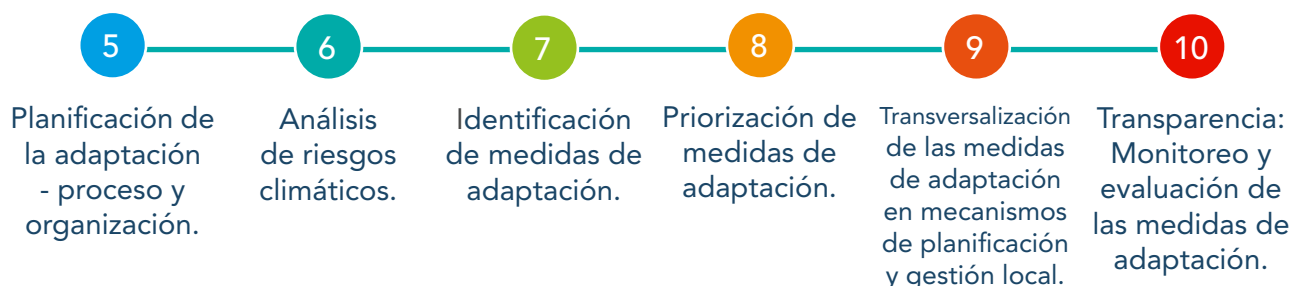 5
Planificación de
la adaptación
- proceso y
organización.
6
Análisis
de riesgos
climáticos.
7
Identificación
de medidas de
adaptación.
8
Priorización de
medidas de
adaptación.
9
Transversalización
de las medidas
de adaptación
en mecanismos
de planificación
y gestión local.
10
Transparencia:
Monitoreo y
evaluación de
las medidas de
adaptación.